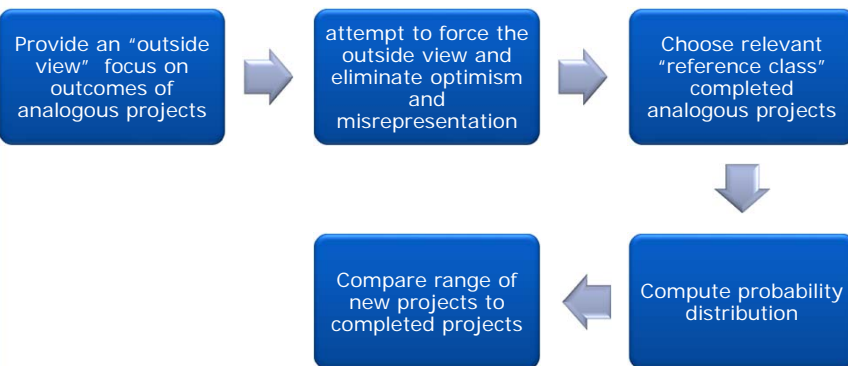 Provide an “outside
view” focus on
outcomes of
analogous projects
attempt to force the
outside view and
eliminate optimism
and
misrepresentation
Choose relevant
“reference class”
completed
analogous projects
Compute probability
distribution
Compare range of
new projects to
completed projects